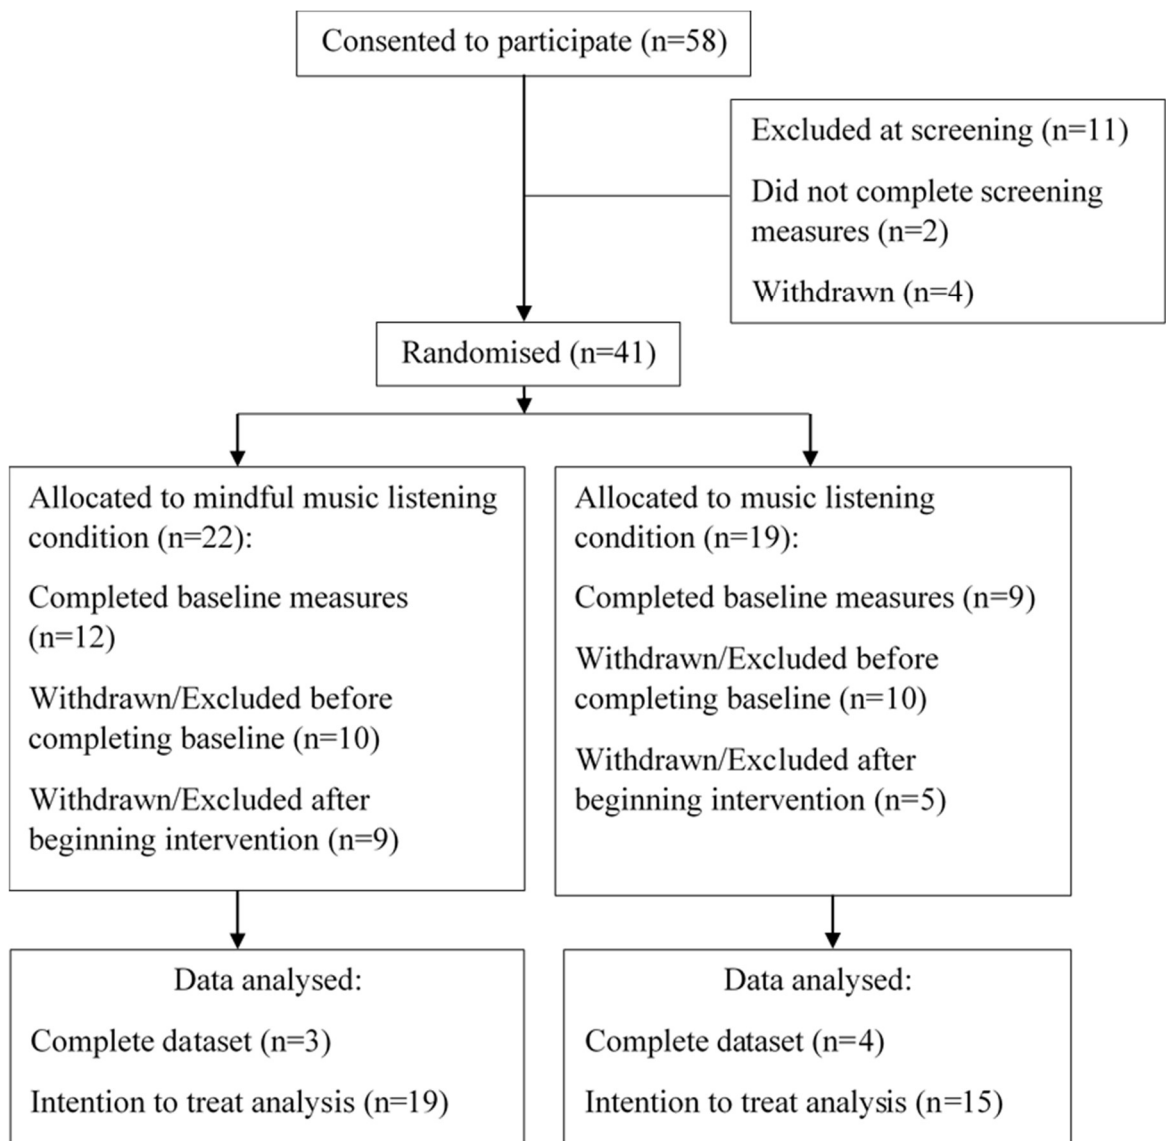 Consented to participate (n=58)
Excluded at screening (n=11)
Did not complete screening
measures (n=2)
Withdrawn (n=4)
Randomised (n=41)
Allocated to mindful music listening
condition (n=22):
Completed baseline measures
(n=12)
Withdrawn/Excluded before
completing baseline (n=10)
Withdrawn/Excluded after
beginning intervention (n=9)
Allocated to music listening
condition (n=19):
Completed baseline measures (n=9)
Withdrawn/Excluded before
completing baseline (n=10)
Withdrawn/Excluded after
beginning intervention (n=5)
Data analysed:
Complete dataset (n=3)
Intention to treat analysis (n=19)
Data analysed:
Complete dataset (n=4)
Intention to treat analysis (n=15)